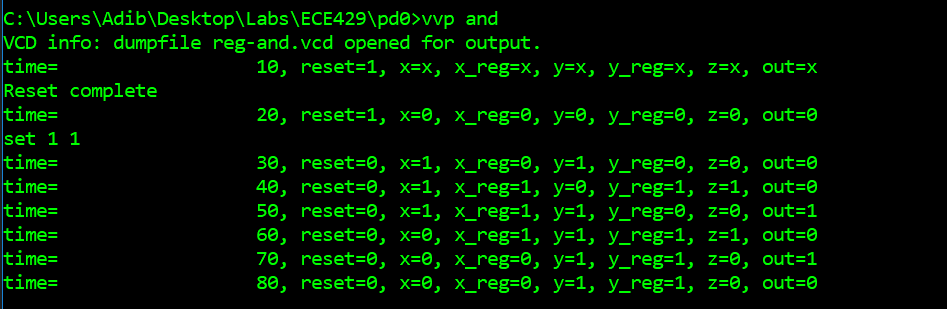 C:\Users\Adib\Desktop\Labs\ECE429\pd0>vvp and
VCD info: dumpfile reg-and.vcd opened for output.
time=                  10, reset=1, x=x, x_reg=x, y=x, y_reg=x, z=x, out=x
Reset complete
time=                  20, reset=1, x=0, x_reg=0, y=0, y_reg=0, z=0, out=0
set 1 1
time=                  30, reset=0, x=1, x_reg=0, y=1, y_reg=0, z=0, out=0
time=                  40, reset=0, x=1, x_reg=1, y=0, y_reg=1, z=1, out=0
time=                  50, reset=0, x=1, x_reg=1, y=1, y_reg=0, z=0, out=1
time=                  60, reset=0, x=0, x_reg=1, y=1, y_reg=1, z=1, out=0
time=                  70, reset=0, x=0, x_reg=0, y=1, y_reg=1, z=0, out=1
time=                  80, reset=0, x=0, x_reg=0, y=1, y_reg=1, z=0, out=0